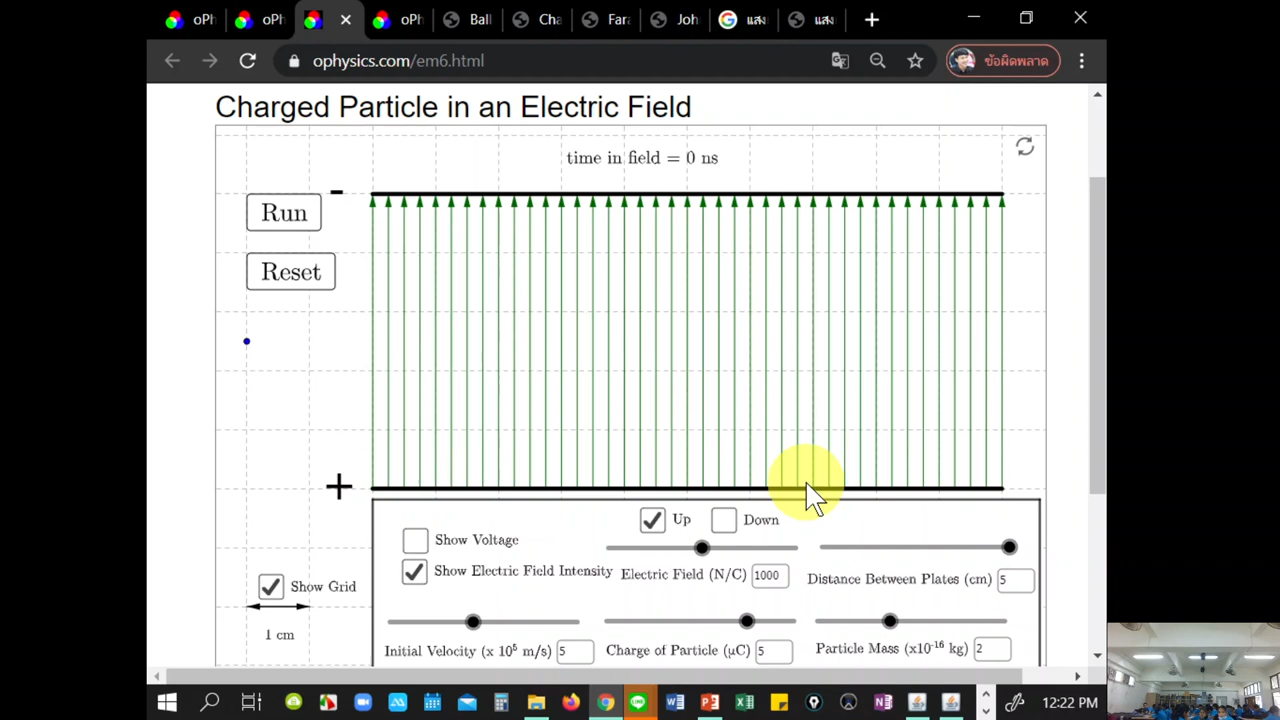 oPh oPh oPh Ball Cha Fara Joh แสง แสง
ophysics.com/em6.html ข้อผิดพลาด
Charged Particle in an Electric Field
time in field = 0 ns
-
Run
Reset
+
Up Down
Show Voltage
Show Electric Field Intensity Electric Field (N/C) 1000 Distance Between Plates (cm) 5
Show Grid
1 cm
Initial Velocity (x 10⁵ m/s) 5 Charge of Particle (μC) 5 Particle Mass (x10⁻¹⁶ kg) 2
12:22 PM